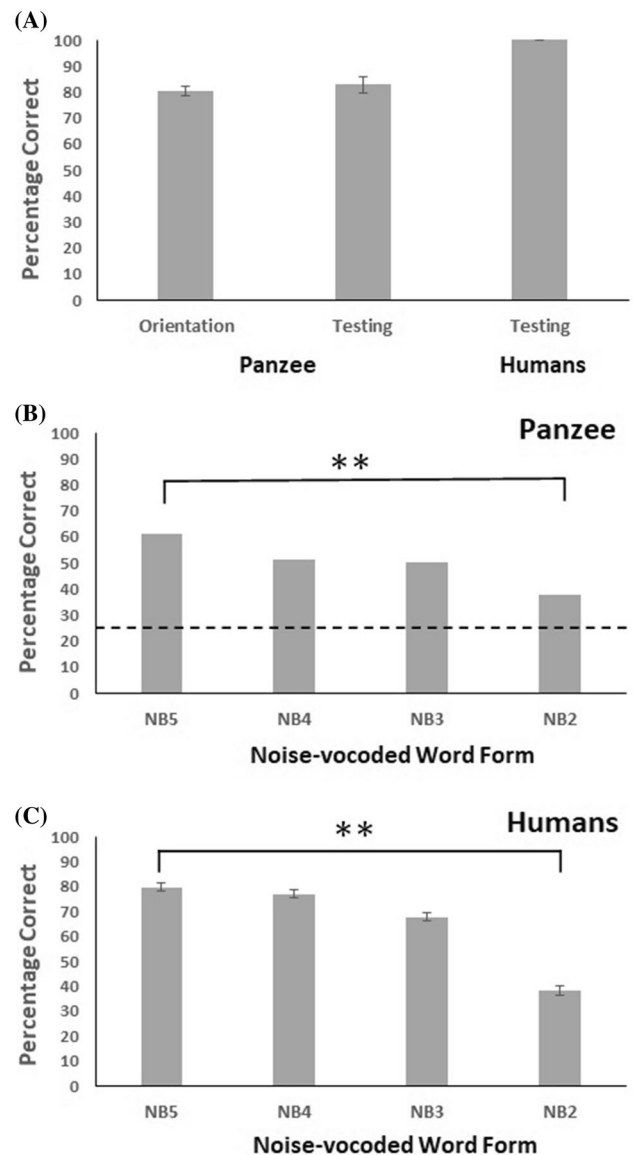 (A)
Percentage Correct
100
90
80
70
60
50
40
30
20
10
0
Orientation Testing Testing
Panzee Humans
(B)
Panzee
Percentage Correct
100
90
80
70
60
50
40
30
20
10
0
**
NB5 NB4 NB3 NB2
Noise-vocoded Word Form
(C)
Humans
Percentage Correct
100
90
80
70
60
50
40
30
20
10
0
**
NB5 NB4 NB3 NB2
Noise-vocoded Word Form